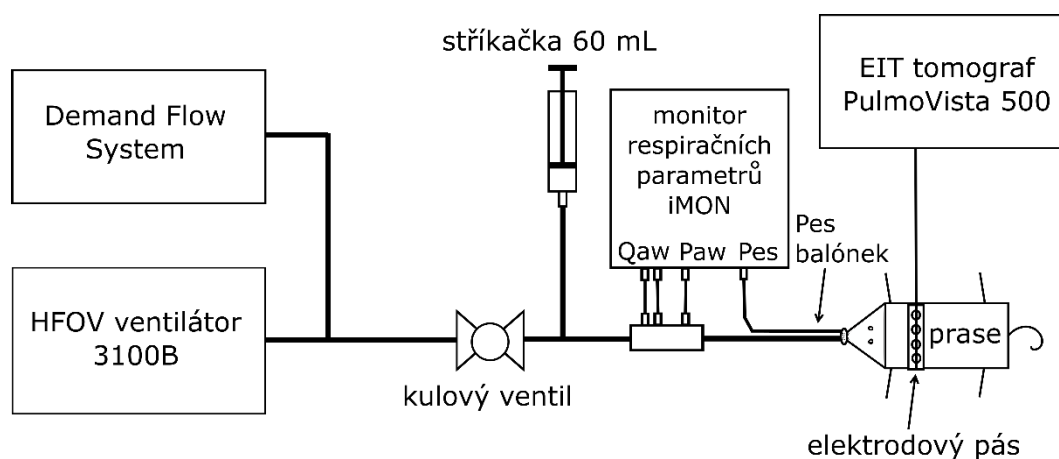 stříkačka 60 mL
EIT tomograf
PulmoVista 500
Demand Flow
System
monitor
respiračních
parametrů
iMON
Qaw Paw Pes
Pes
balónek
HFOV ventilátor
3100B
prase
kulový ventil
elektrodový pás